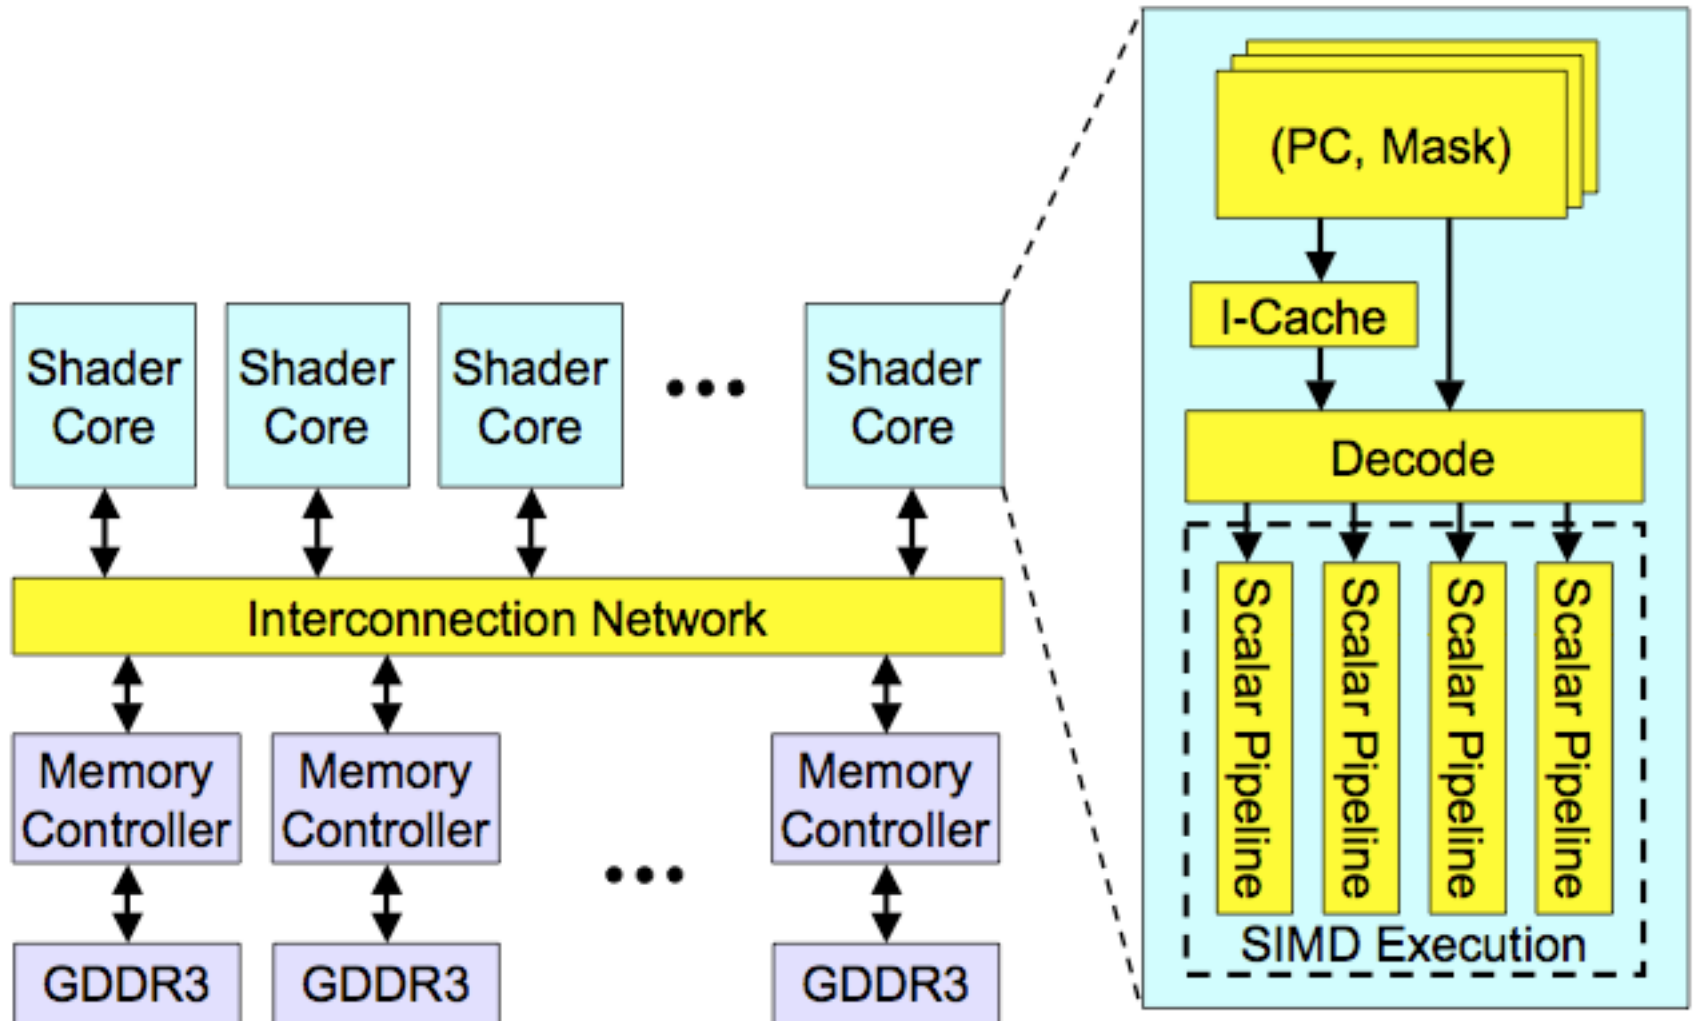 (PC, Mask)
I-Cache
Decode
Scalar Pipeline
Scalar Pipeline
Scalar Pipeline
Scalar Pipeline
SIMD Execution
Shader
Core
Shader
Core
Shader
Core
Shader
Core
Interconnection Network
Memory
Controller
Memory
Controller
Memory
Controller
GDDR3
GDDR3
GDDR3